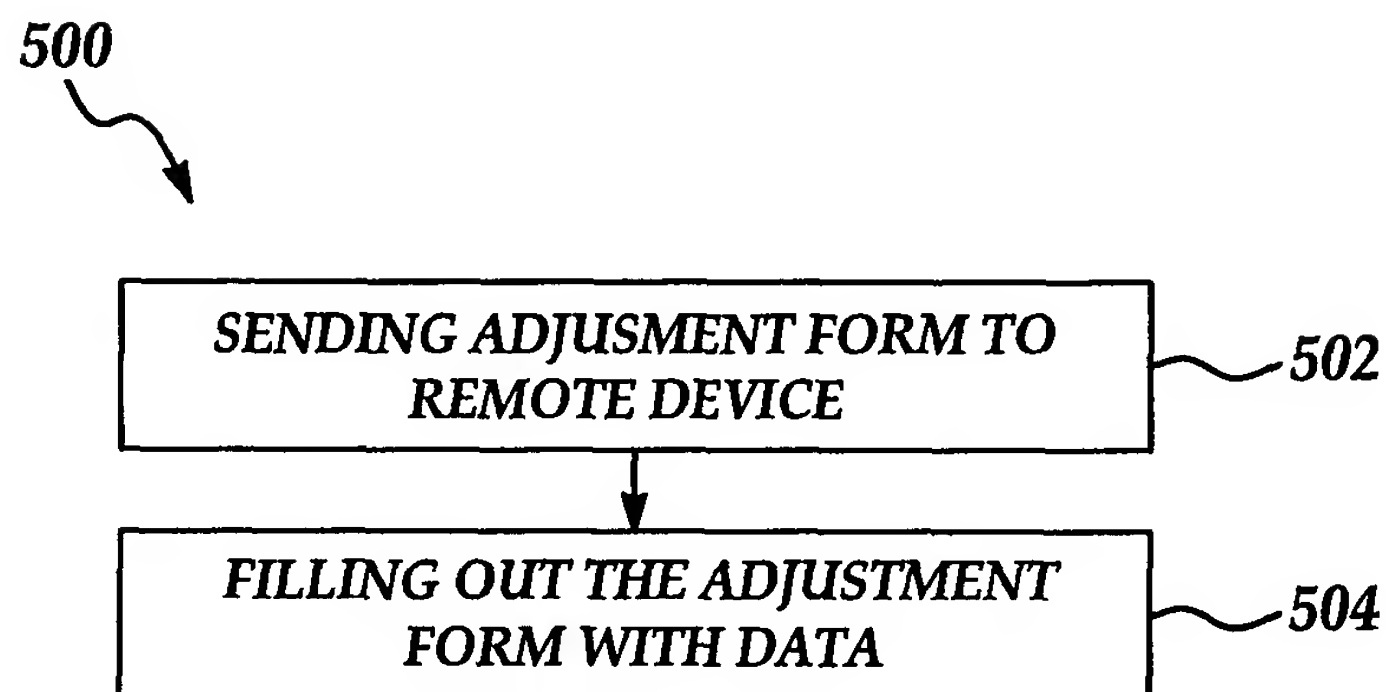 500
SENDING ADJUSMENT FORM TO
REMOTE DEVICE
502
FILLING OUT THE ADJUSTMENT
FORM WITH DATA
504